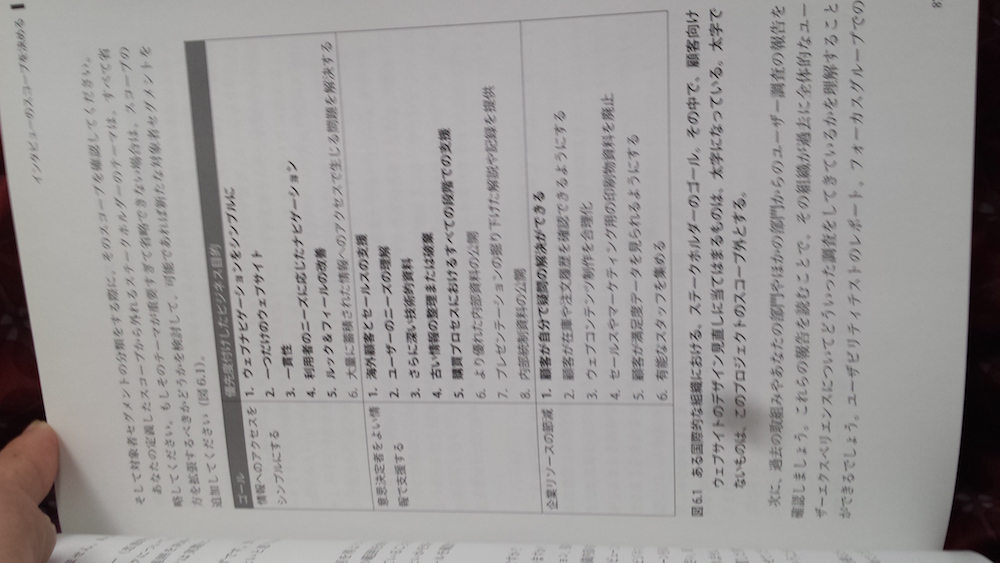 インタビューのスコープを決める
そして対象者セグメントの分類をする際に、そのスコープを確認してください。
あなたの定義したスコープから外れるステークホルダーのテーマは、すべて省
略してください。もしそのテーマが重要すぎて省略できない場合は、スコープの
方を拡張するべきかどうかを検討して、可能であれば新たな対象者セグメントを
追加してください（図6.1）。
ゴール 優先度付けしたビジネス目的
情報へのアクセスを
シンプルにする
1. ウェブナビゲーションをシンプルに
2. 一つだけのウェブサイト
3. 一貫性
4. 利用者のニーズに応じたナビゲーション
5. ルック&フィールの改善
6. 大量に蓄積された情報へのアクセスで生じる問題を解決する
意思決定者をよい情
報で支援する
1. 海外顧客とセールスの支援
2. ユーザーのニーズの理解
3. さらに深い技術的資料
4. 古い情報の整理または破棄
5. 購買プロセスにおけるすべての段階での支援
6. より優れた内部資料の公開
7. プレゼンテーションの掘り下げた解説や記録を提供
8. 内部統制資料の公開
企業リソースの節減
1. 顧客が自分で疑問の解決ができる
2. 顧客が在庫や注文履歴を確認できるようにする
3. ウェブコンテンツ制作を合理化
4. セールスやマーケティング用の印刷物資料を廃止
5. 顧客が満足度データを見られるようにする
6. 有能なスタッフを集める
図6.1 ある国際的な組織における、ステークホルダーのゴール。その中で、顧客向け
ウェブサイトのデザイン見直しに当てはまるものは、太字になっている。太字で
ないものは、このプロジェクトのスコープ外とする。
次に、過去の取組みやあなたの部門やほかの部門からのユーザー調査の報告を
確認しましょう。これらの報告を読むことで、その組織が過去に全体的なユー
ザーエクスペリエンスについてどういった調査をしてきているかを理解すること
ができるでしょう。ユーザビリティテストのレポート、フォーカスグループでの